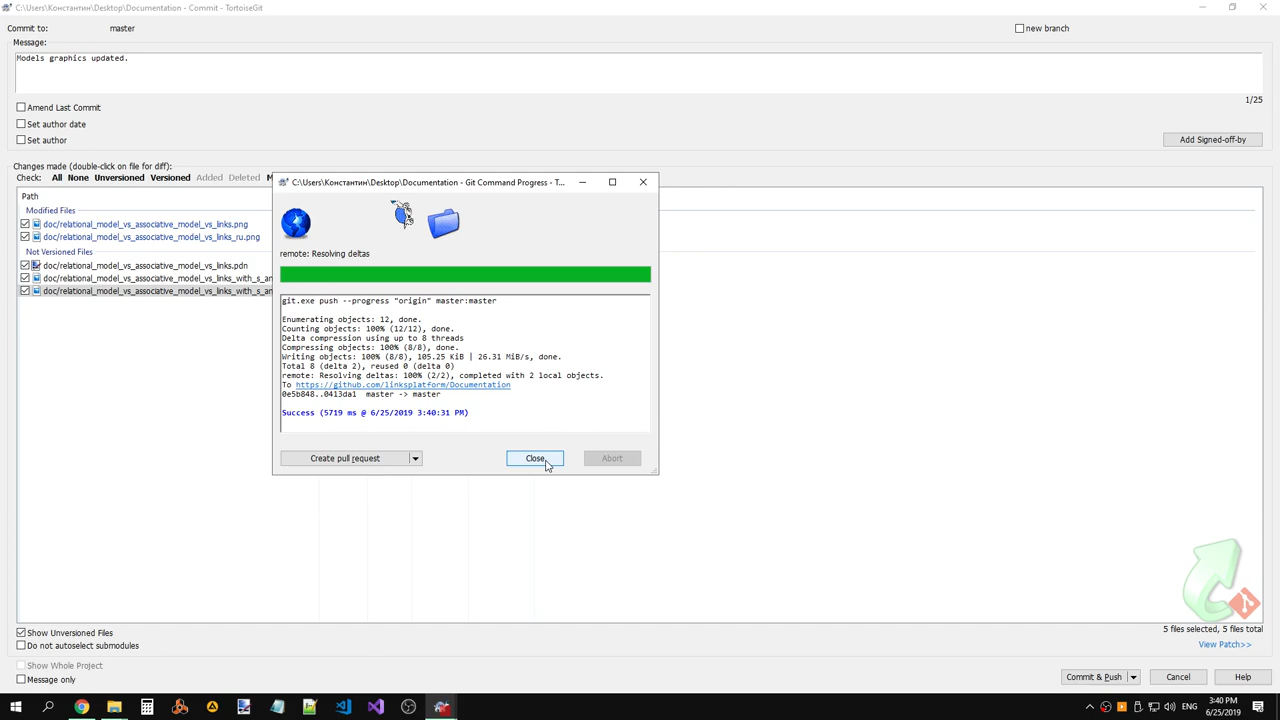 C:\Users\Константин\Desktop\Documentation - Commit - TortoiseGit
Commit to: master new branch
Message:
Models graphics updated.
1/25
Amend Last Commit
Set author date
Set author
Add Signed-off-by
Changes made (double-click on file for diff):
Check: All None Unversioned Versioned Added Deleted M
Path
Modified Files
doc/relational_model_vs_associative_model_vs_links.png
doc/relational_model_vs_associative_model_vs_links_ru.png
Not Versioned Files
doc/relational_model_vs_associative_model_vs_links.pdn
doc/relational_model_vs_associative_model_vs_links_with_s_an
doc/relational_model_vs_associative_model_vs_links_with_s_an
C:\Users\Константин\Desktop\Documentation - Git Command Progress - T...
remote: Resolving deltas
git.exe push --progress "origin" master:master
Enumerating objects: 12, done.
Counting objects: 100% (12/12), done.
Delta compression using up to 8 threads
Compressing objects: 100% (8/8), done.
Writing objects: 100% (8/8), 105.25 KiB | 26.31 MiB/s, done.
Total 8 (delta 2), reused 0 (delta 0)
remote: Resolving deltas: 100% (2/2), completed with 2 local objects.
To https://github.com/linksplatform/Documentation
0e5b848..0413da1 master -> master
Success (5719 ms @ 6/25/2019 3:40:31 PM)
Create pull request
Close
Abort
Show Unversioned Files
Do not autoselect submodules
5 files selected, 5 files total
View Patch>>
Show Whole Project
Message only
Commit & Push
Cancel
Help
ENG
3:40 PM
6/25/2019